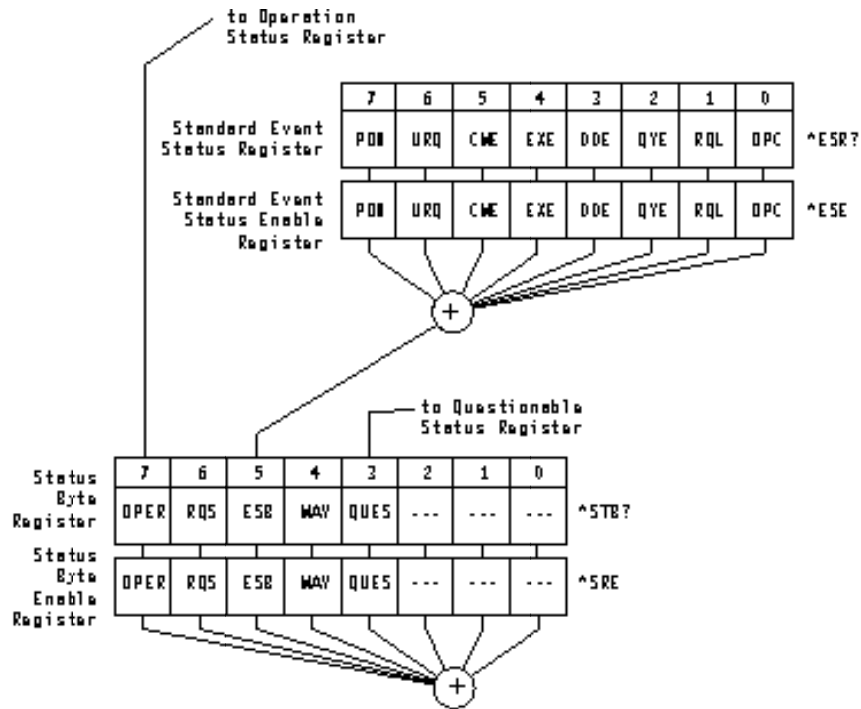 to Operation
Status Register
7 6 5 4 3 2 1 0
Standard Event
Status Register
PON URQ CME EXE DDE QYE RQL OPC *ESR?
Standard Event
Status Enable
Register
PON URQ CME EXE DDE QYE RQL OPC *ESE
+
to Questionable
Status Register
7 6 5 4 3 2 1 0
Status
Byte
Register
OPER RQS ESB MAV QUES --- --- --- *STB?
Status
Byte
Enable
Register
OPER RQS ESB MAV QUES --- --- --- *SRE
+